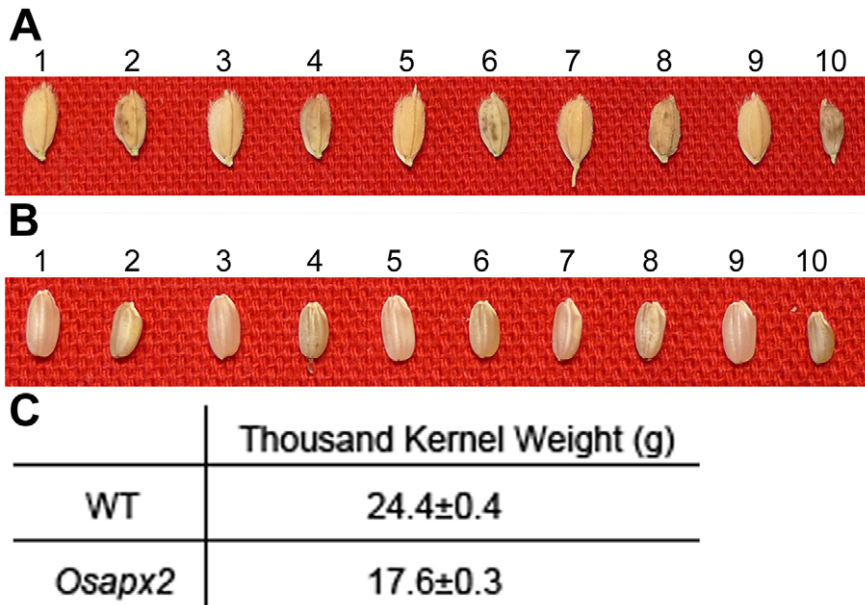 A
1 2 3 4 5 6 7 8 9 10
B
1 2 3 4 5 6 7 8 9 10
C
Thousand Kernel Weight (g)
WT 24.4±0.4
Osapx2 17.6±0.3